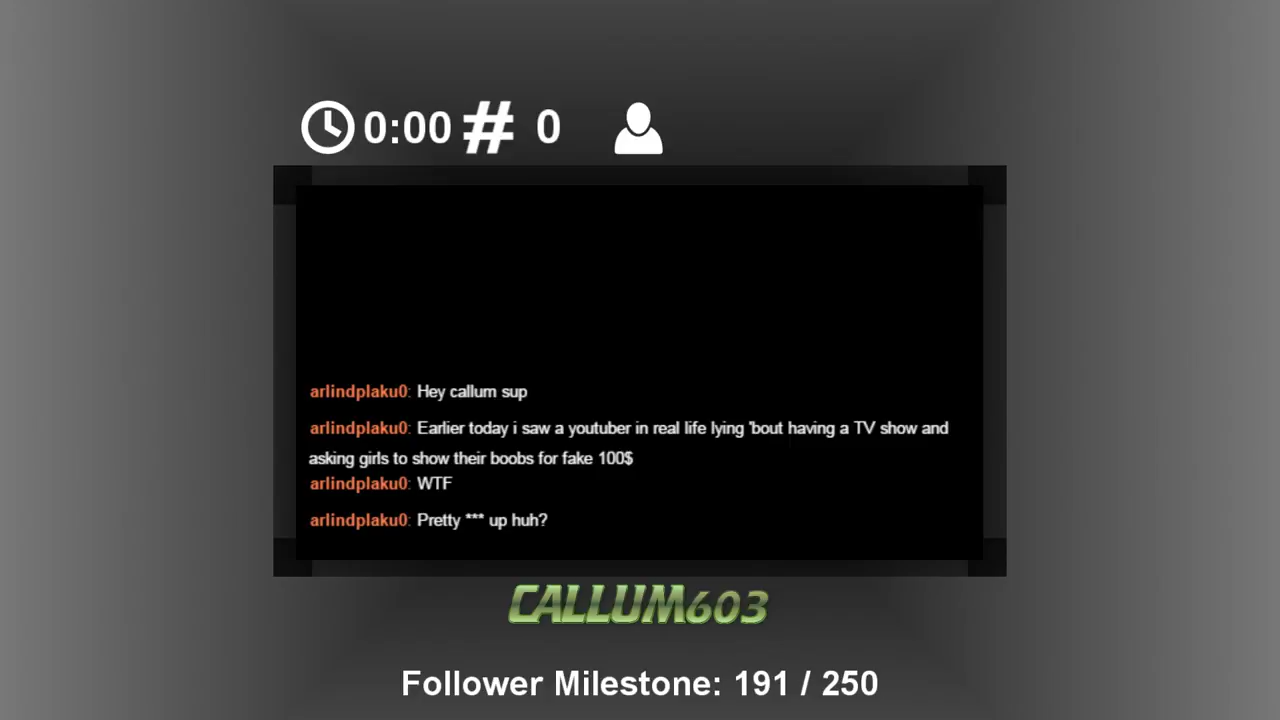 0:00 # 0
arlindplaku0: Hey callum sup
arlindplaku0: Earlier today i saw a youtuber in real life lying 'bout having a TV show and
asking girls to show their boobs for fake 100$
arlindplaku0: WTF
arlindplaku0: Pretty *** up huh?
CALLUM603
Follower Milestone: 191 / 250